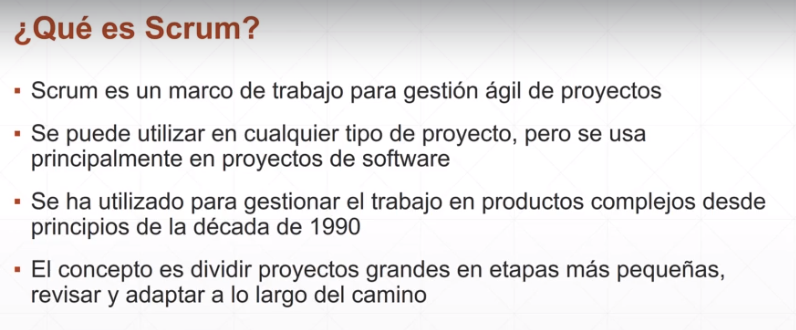 ¿Qué es Scrum?
▪ Scrum es un marco de trabajo para gestión ágil de proyectos
▪ Se puede utilizar en cualquier tipo de proyecto, pero se usa
principalmente en proyectos de software
▪ Se ha utilizado para gestionar el trabajo en productos complejos desde
principios de la década de 1990
▪ El concepto es dividir proyectos grandes en etapas más pequeñas,
revisar y adaptar a lo largo del camino